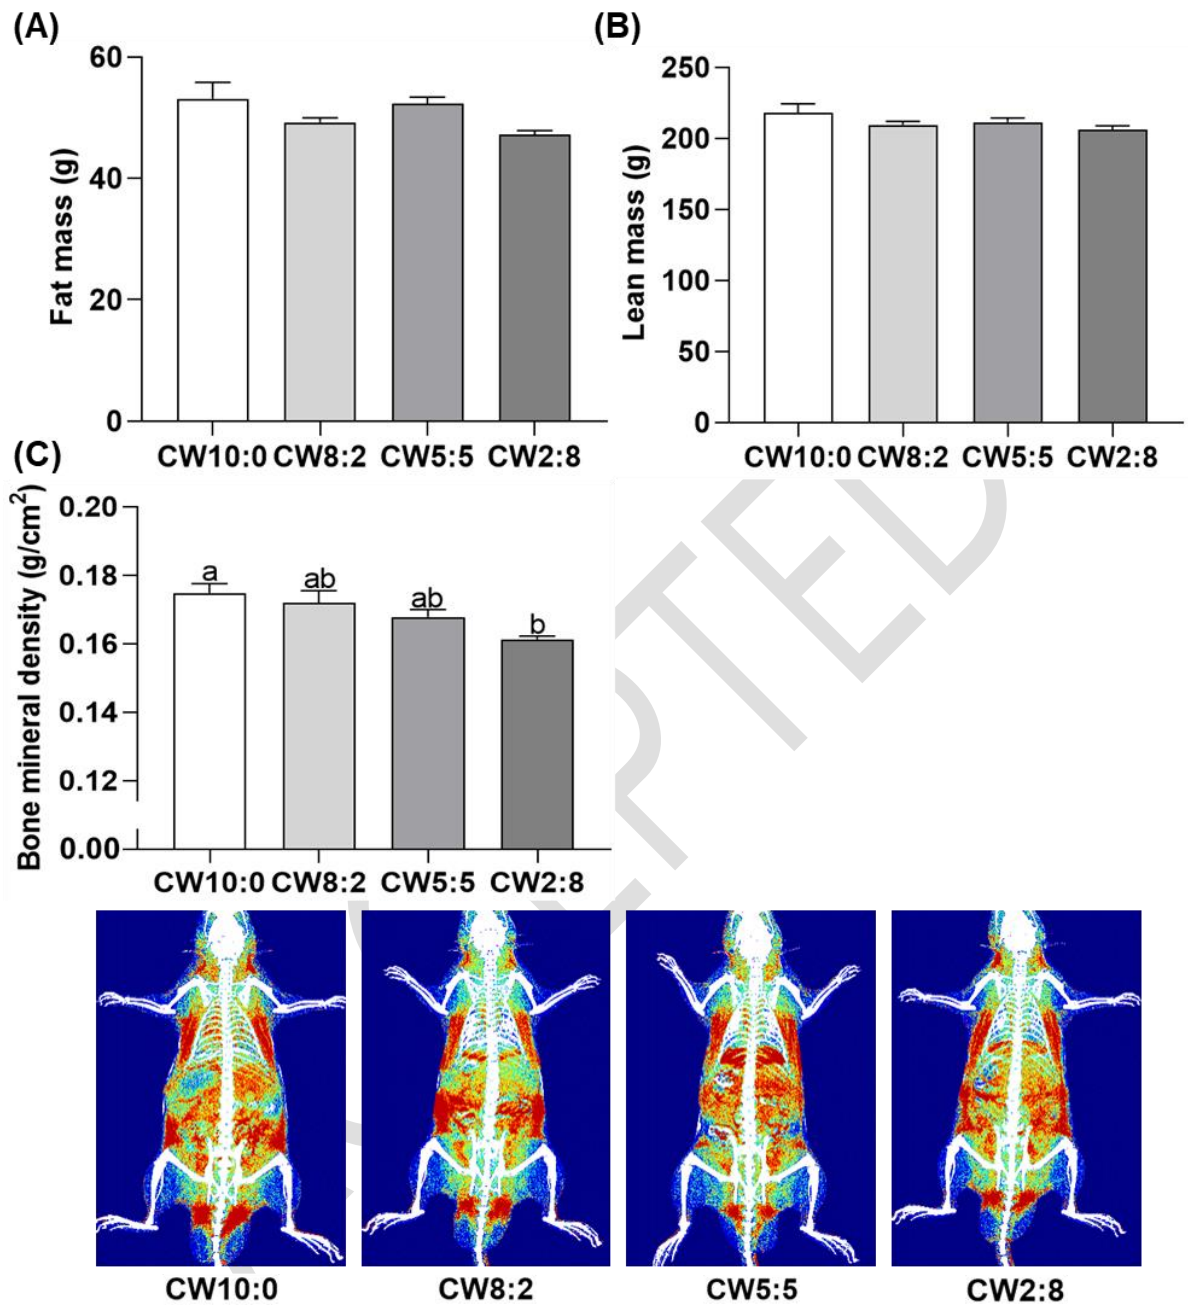 (A)
60
40
20
0
Fat mass (g)
CW10:0 CW8:2 CW5:5 CW2:8
(B)
250
200
150
100
50
0
Lean mass (g)
CW10:0 CW8:2 CW5:5 CW2:8
(C)
0.20
0.18
0.16
0.14
0.12
0.00
Bone mineral density (g/cm²)
a
ab
ab
b
CW10:0 CW8:2 CW5:5 CW2:8
CW10:0 CW8:2 CW5:5 CW2:8